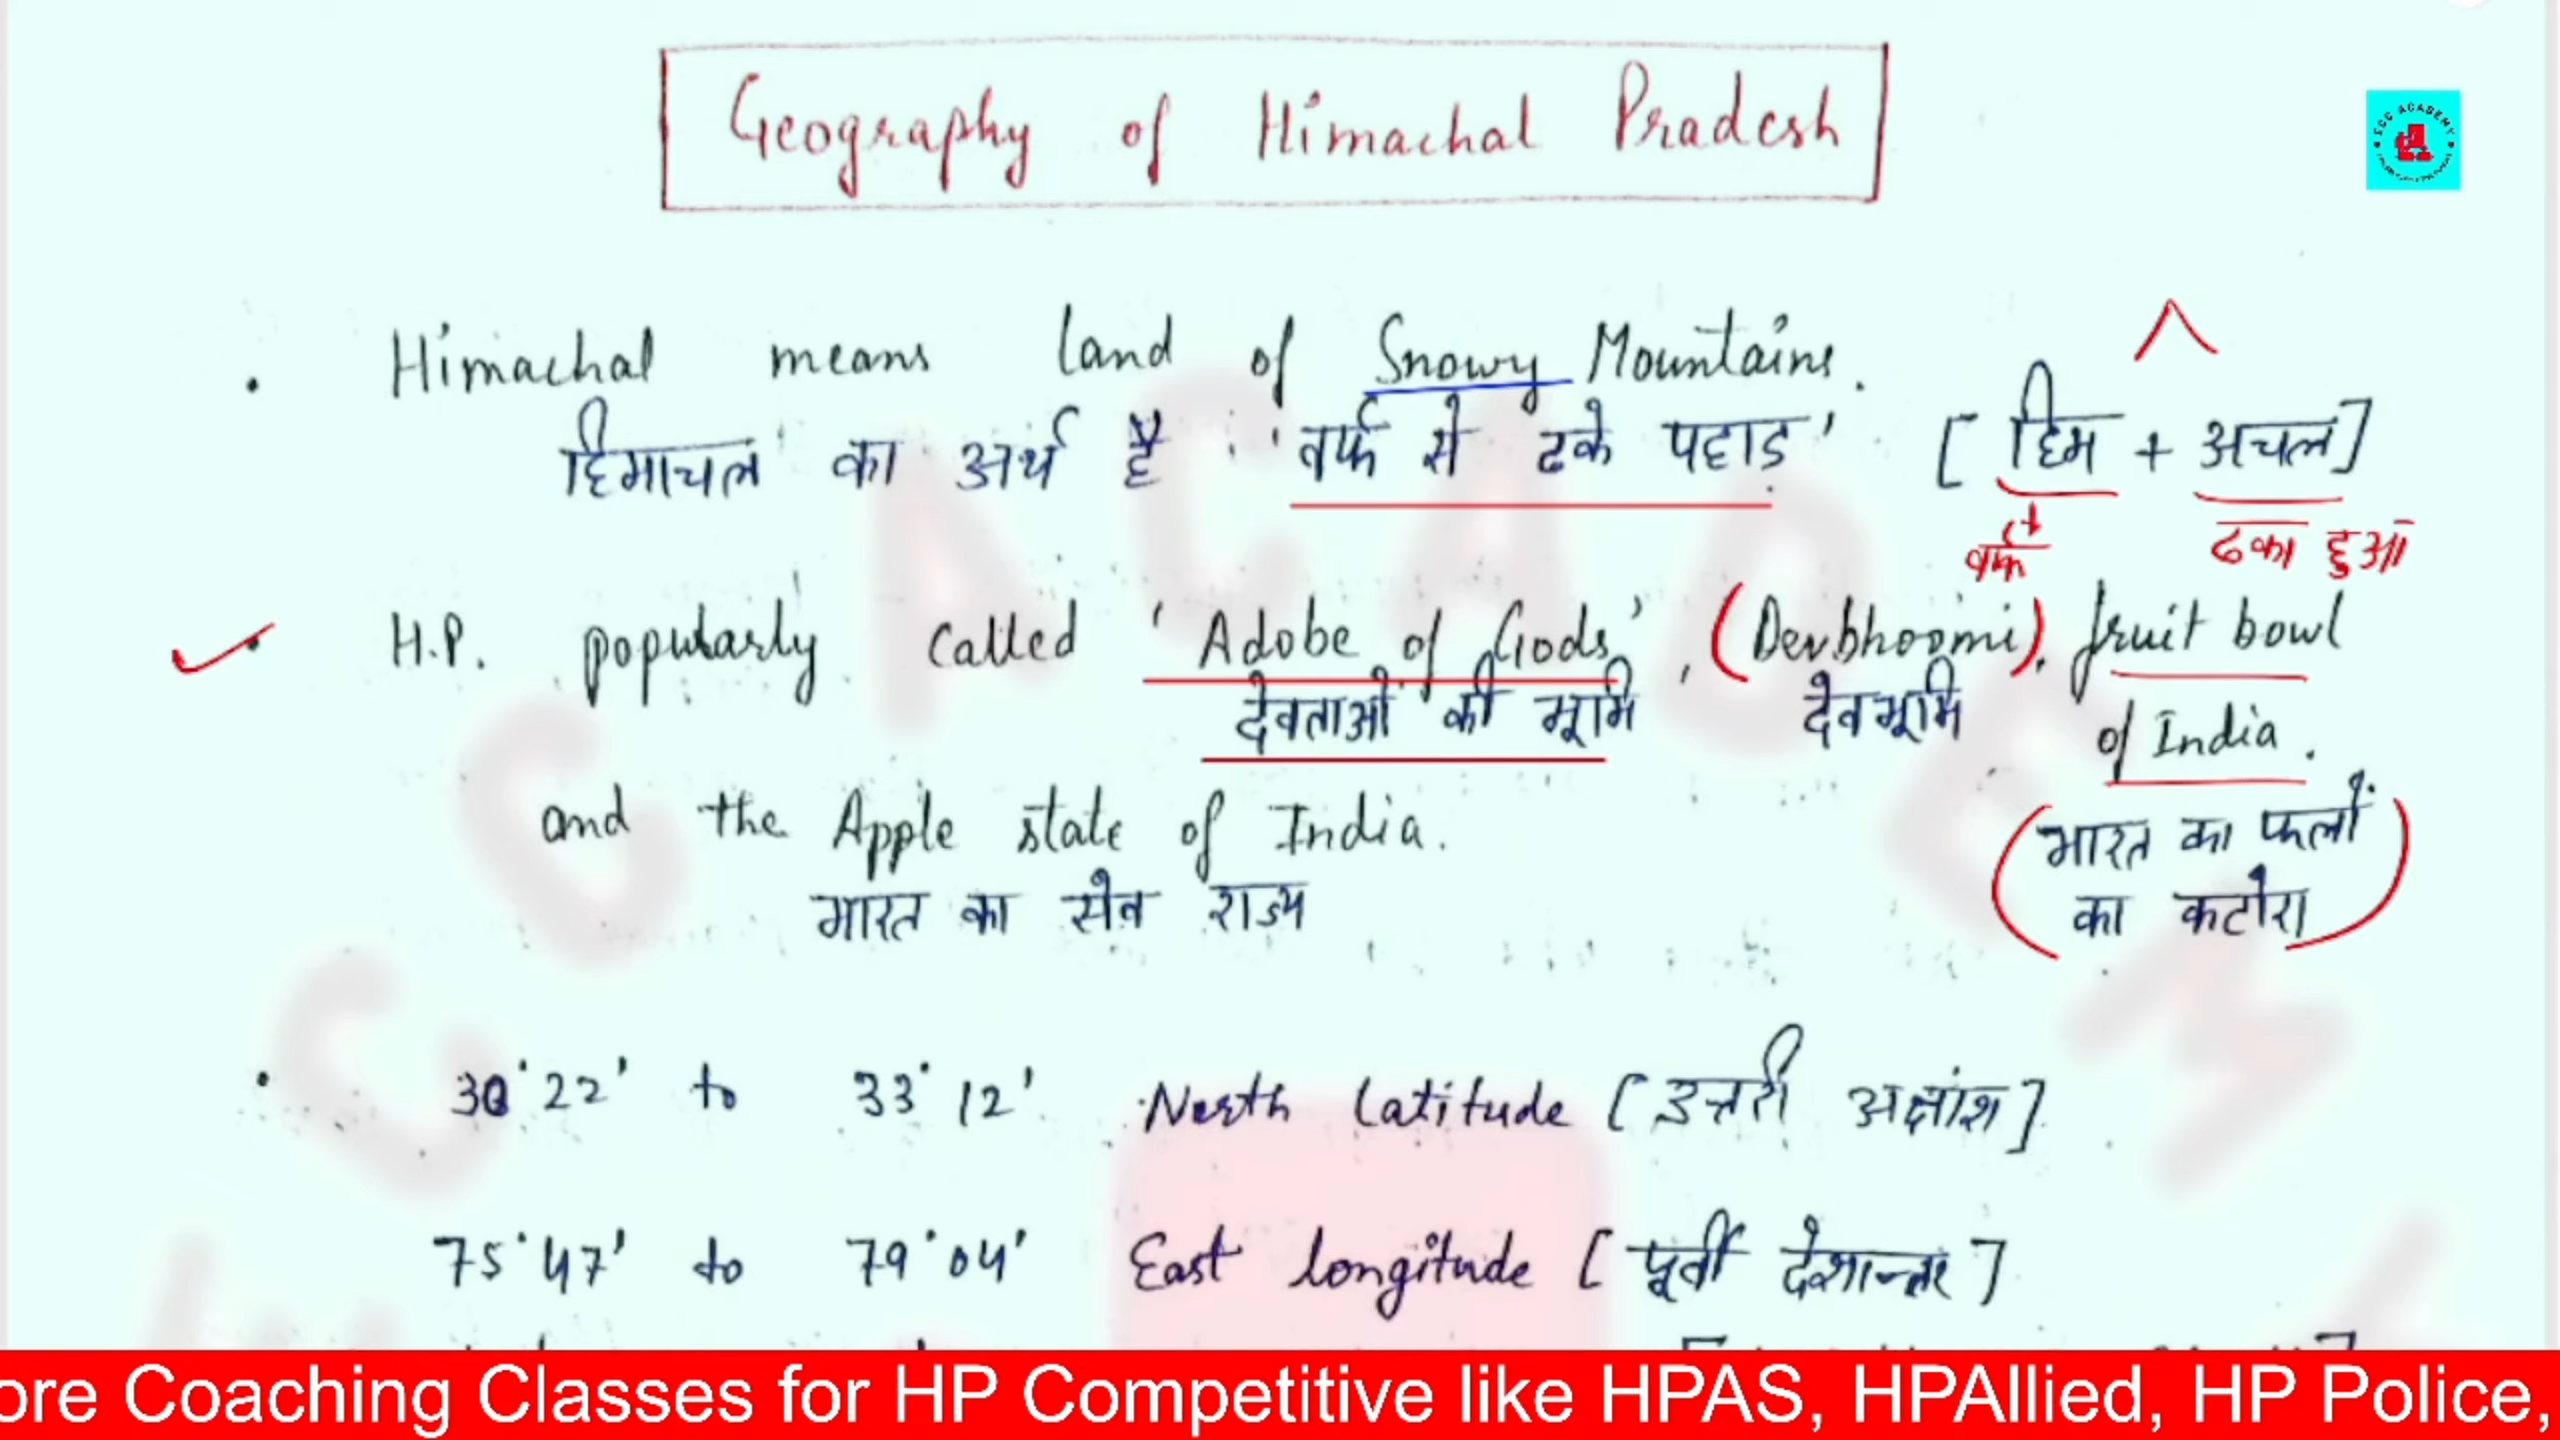 Geography of Himachal Pradesh
ECC ACADEMY
. Himachal means land of Snowy Mountains.
हिमाचल का अर्थ है 'बर्फ से ढके पहाड़' [हिम + अचल]
बर्फ ढका हुआ
. H.P. popularly called 'Adobe of Gods', (Devbhoomi), fruit bowl
देवताओं की भूमि देवभूमि of India.
and the Apple state of India. (भारत का फलों
भारत का सेब राज्य का कटोरा)
. 30°22' to 33°12' North latitude [उत्तरी अक्षांश]
75°47' to 79°04' East longitude [पूर्वी देशान्तर]
ore Coaching Classes for HP Competitive like HPAS, HPAllied, HP Police,